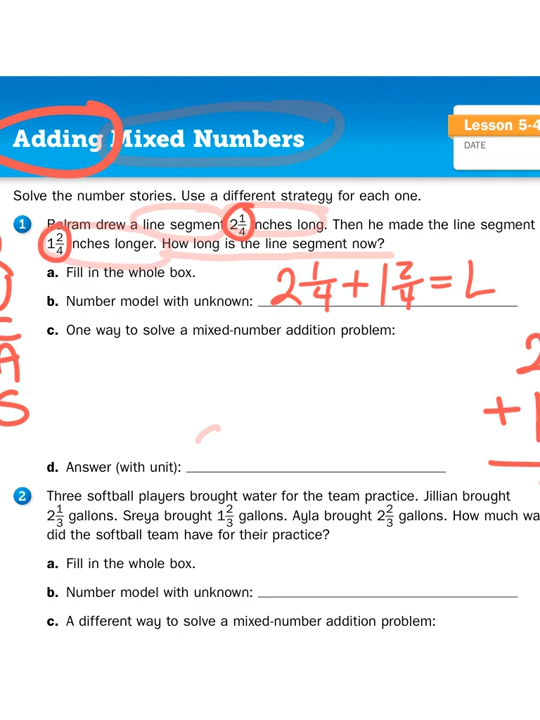 Adding Mixed Numbers
Lesson 5-4
DATE
Solve the number stories. Use a different strategy for each one.
1 Balram drew a line segment 2 1/4 inches long. Then he made the line segment
1 2/4 inches longer. How long is the line segment now?
a. Fill in the whole box.
b. Number model with unknown: 2 1/4 + 1 2/4 = L
c. One way to solve a mixed-number addition problem:
A
S
2
+ 1
d. Answer (with unit):
2 Three softball players brought water for the team practice. Jillian brought
2 1/3 gallons. Sreya brought 1 2/3 gallons. Ayla brought 2 2/3 gallons. How much
did the softball team have for their practice?
a. Fill in the whole box.
b. Number model with unknown:
c. A different way to solve a mixed-number addition problem: